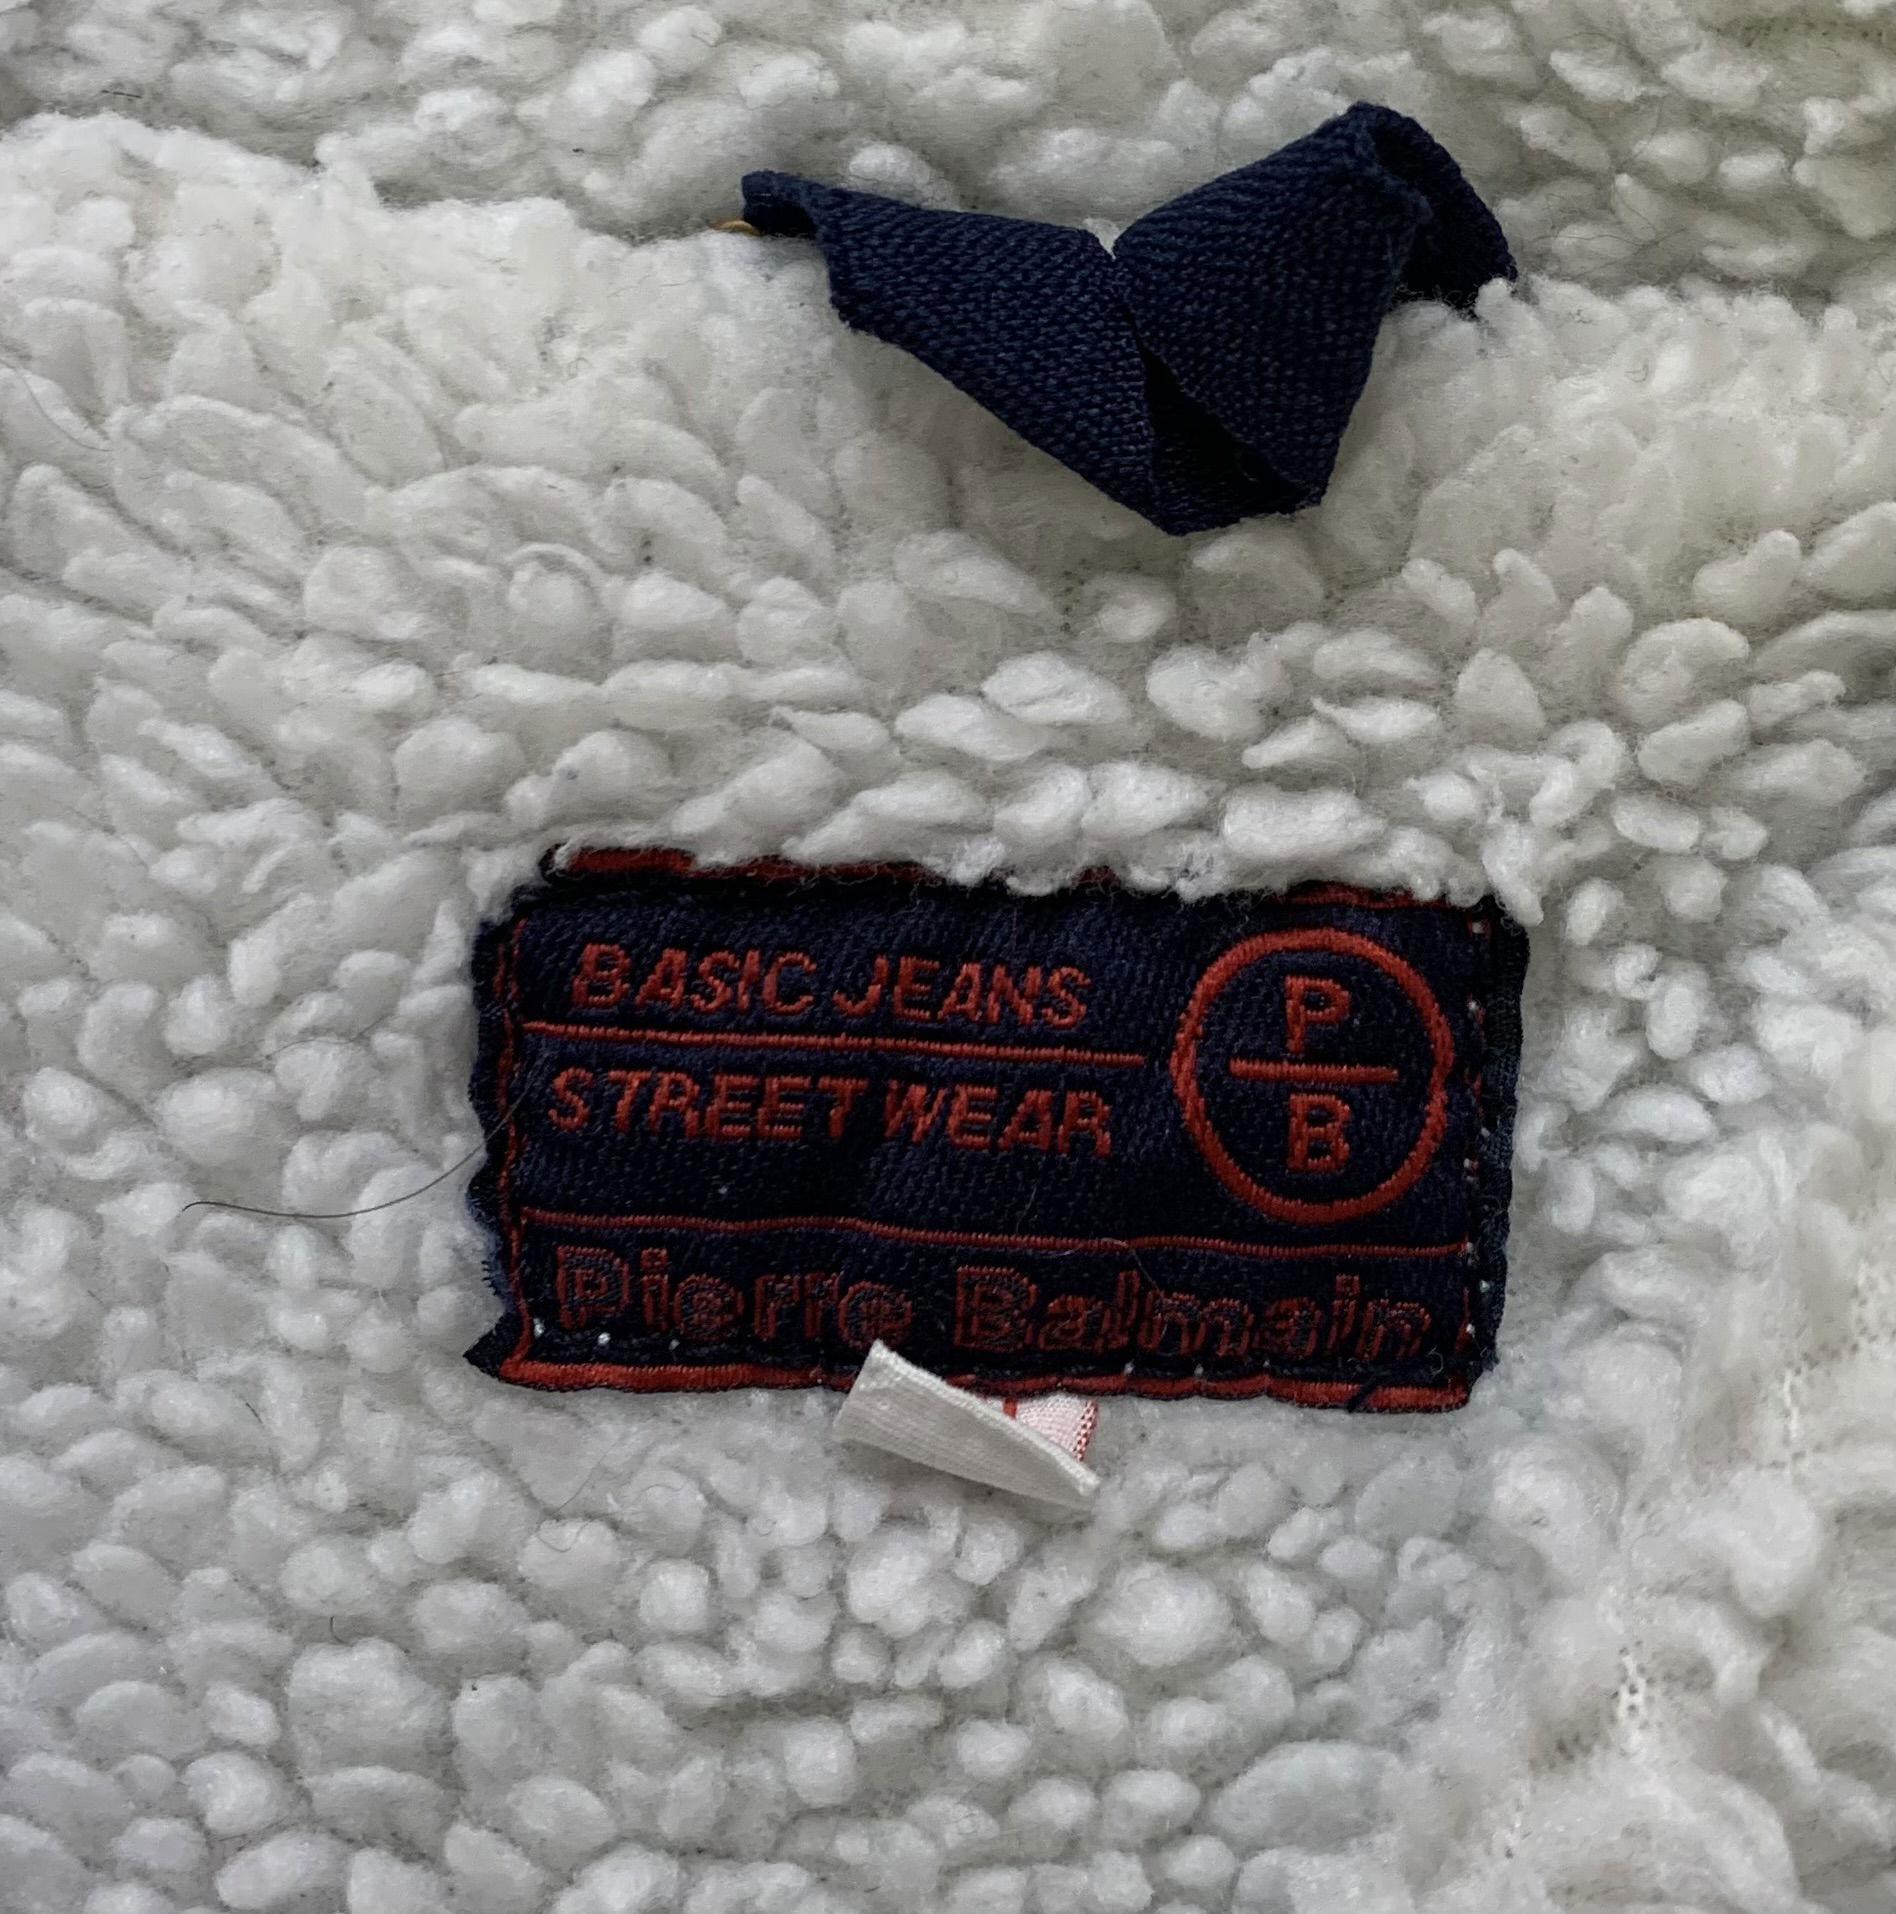 BASIC JEANS
STREET WEAR
P
B
Pierre Balmain